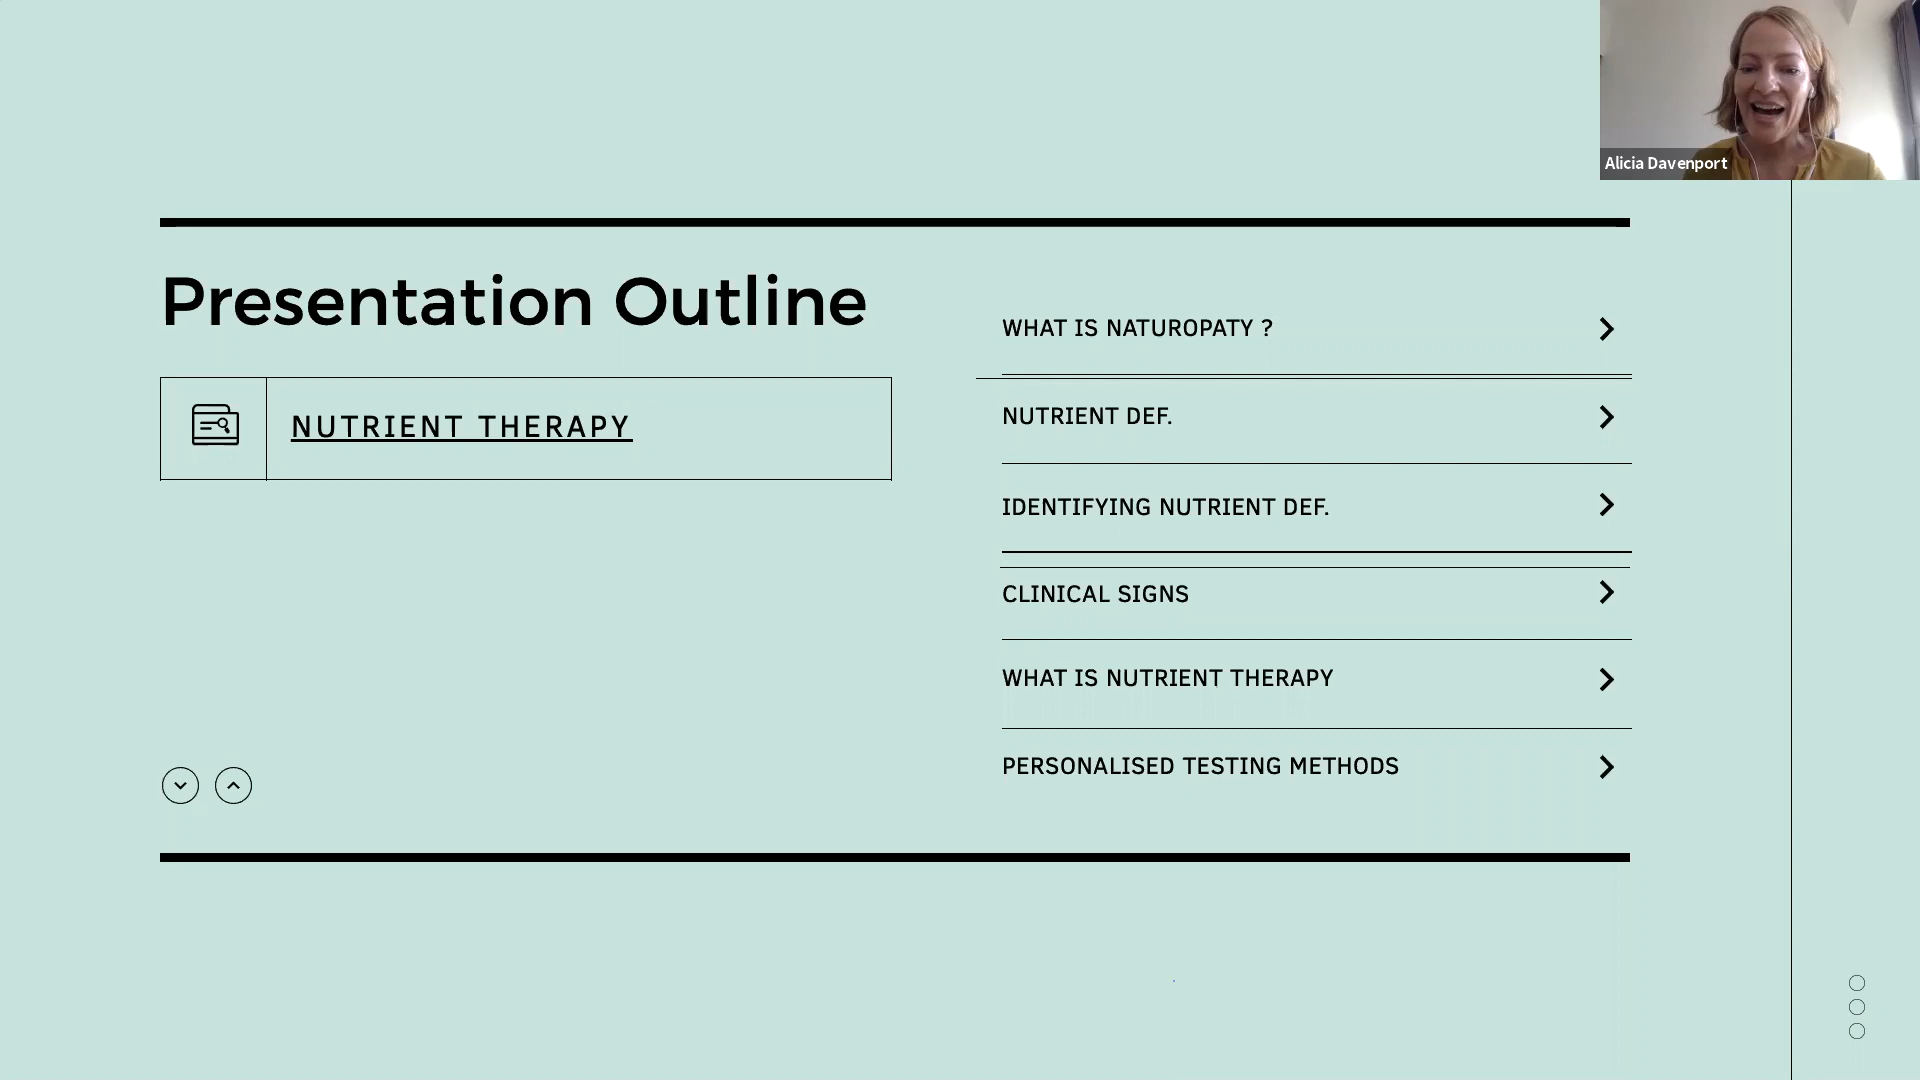 Alicia Davenport
Presentation Outline
NUTRIENT THERAPY
WHAT IS NATUROPATY ?
NUTRIENT DEF.
IDENTIFYING NUTRIENT DEF.
CLINICAL SIGNS
WHAT IS NUTRIENT THERAPY
PERSONALISED TESTING METHODS